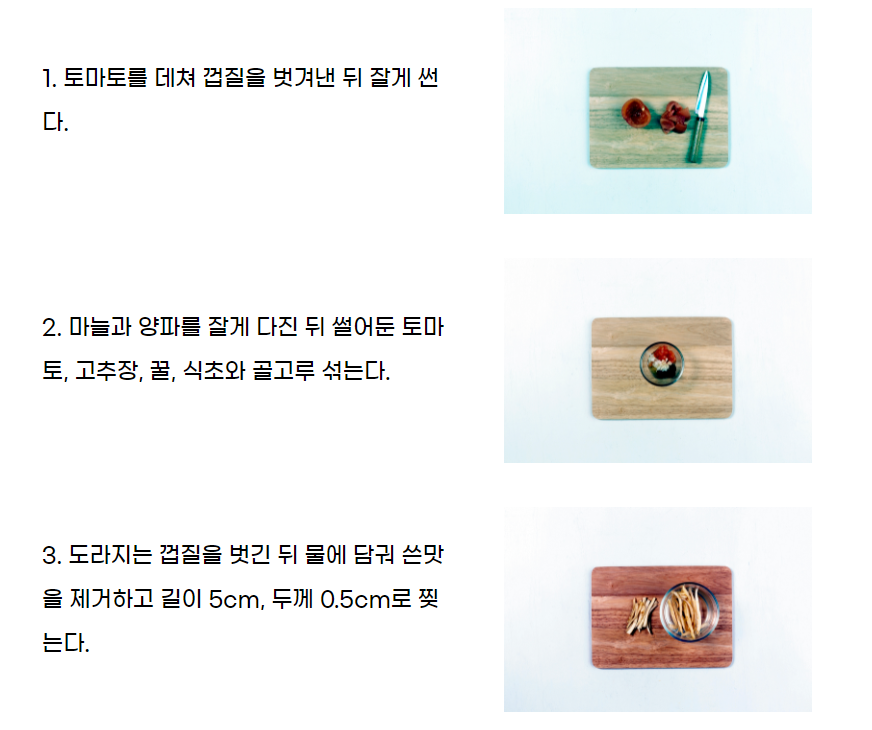 1. 토마토를 데쳐 껍질을 벗겨낸 뒤 잘게 썬
다.
2. 마늘과 양파를 잘게 다진 뒤 썰어둔 토마
토, 고추장, 꿀, 식초와 골고루 섞는다.
3. 도라지는 껍질을 벗긴 뒤 물에 담궈 쓴맛
을 제거하고 길이 5cm, 두께 0.5cm로 찢
는다.